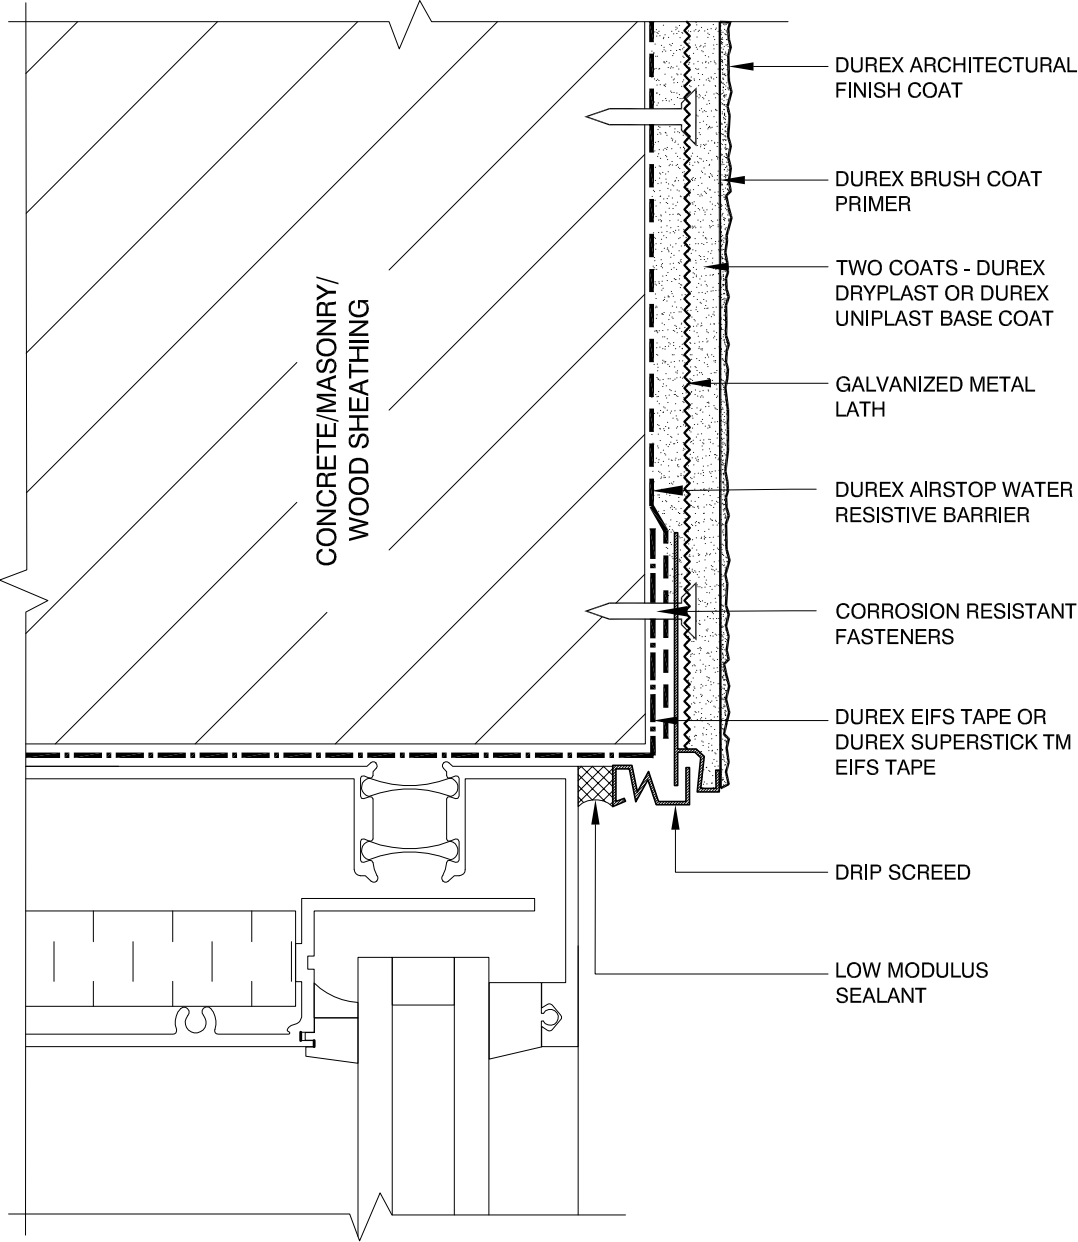 DUREX ARCHITECTURAL
FINISH COAT
DUREX BRUSH COAT
PRIMER
TWO COATS - DUREX
DRYPLAST OR DUREX
UNIPLAST BASE COAT
CONCRETE/MASONRY/
WOOD SHEATHING
GALVANIZED METAL
LATH
DUREX AIRSTOP WATER
RESISTIVE BARRIER
CORROSION RESISTANT
FASTENERS
DUREX EIFS TAPE OR
DUREX SUPERSTICK TM
EIFS TAPE
DRIP SCREED
LOW MODULUS
SEALANT